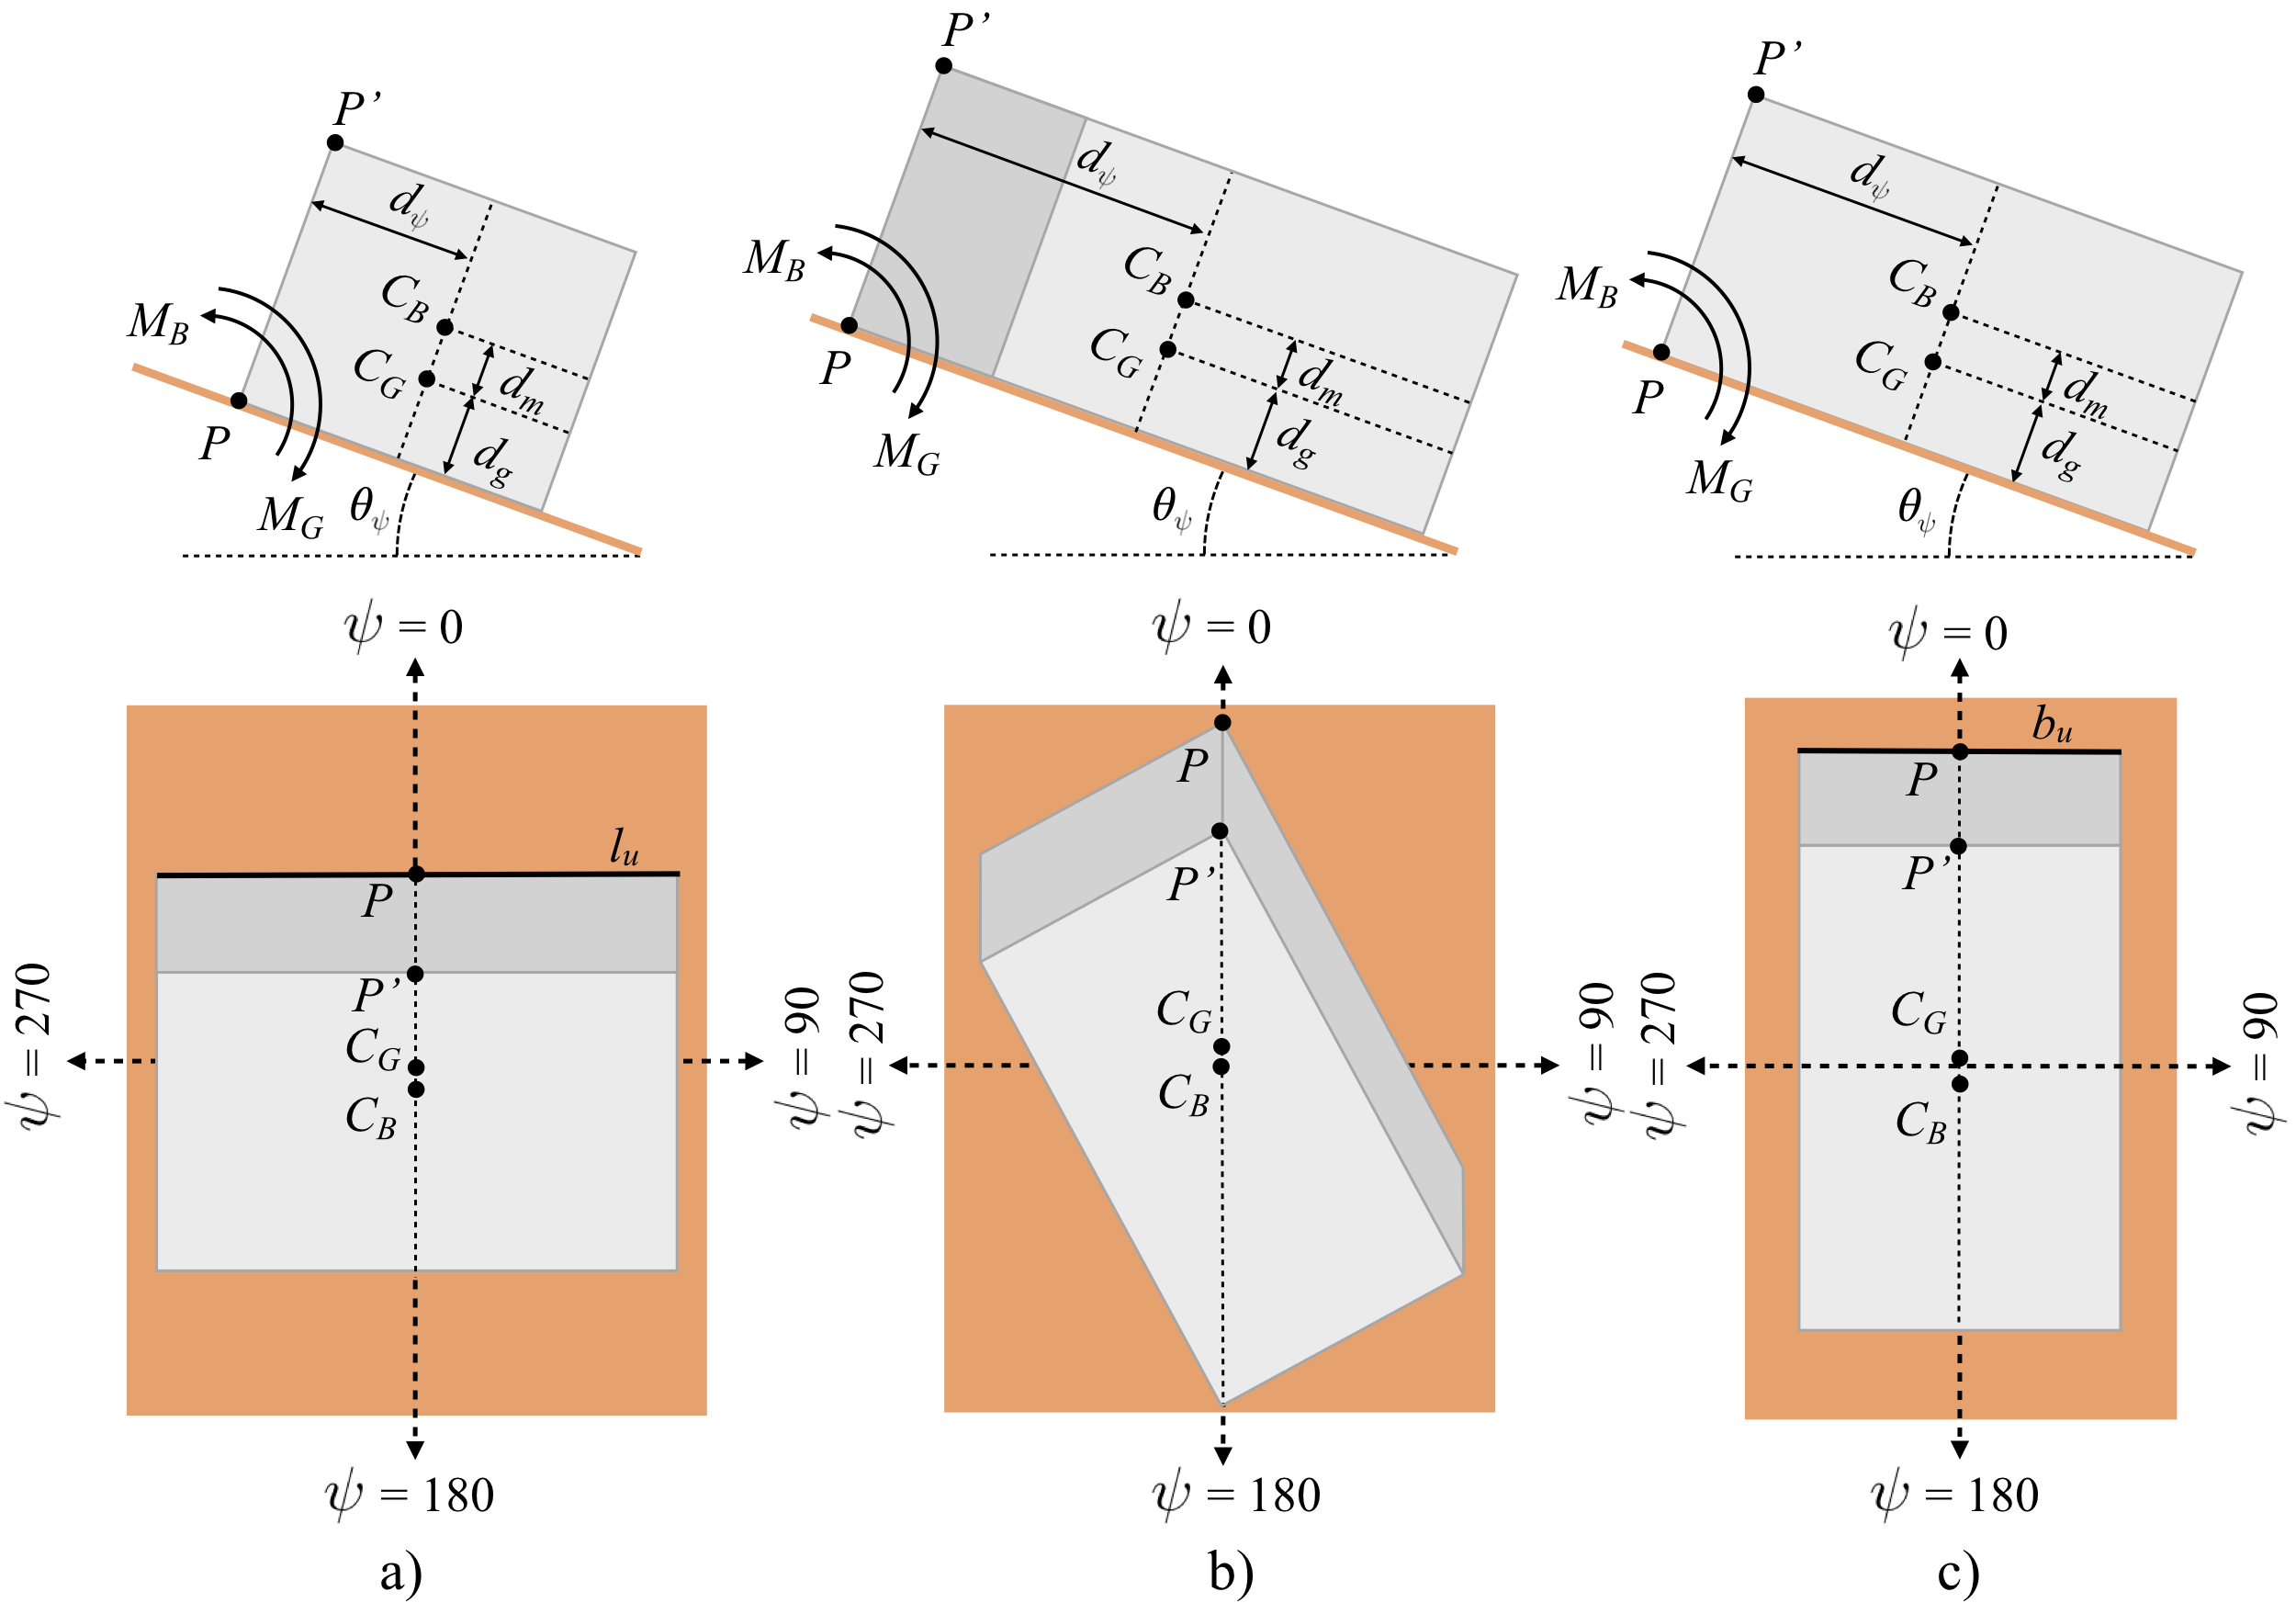 P’
d_ψ
C_B
M_B
C_G
d_m
P
d_g
M_G
θ_ψ
ψ = 0
l_u
P
P’
C_G
C_B
ψ = 270
ψ = 90
ψ = 180
a)
P’
d_ψ
M_B
C_B
C_G
P
d_m
M_G
d_g
θ_ψ
ψ = 0
P
P’
C_G
C_B
ψ = 270
ψ = 90
ψ = 180
b)
P’
d_ψ
M_B
C_B
C_G
P
d_m
M_G
d_g
θ_ψ
ψ = 0
b_u
P
P’
C_G
C_B
ψ = 270
ψ = 90
ψ = 180
c)